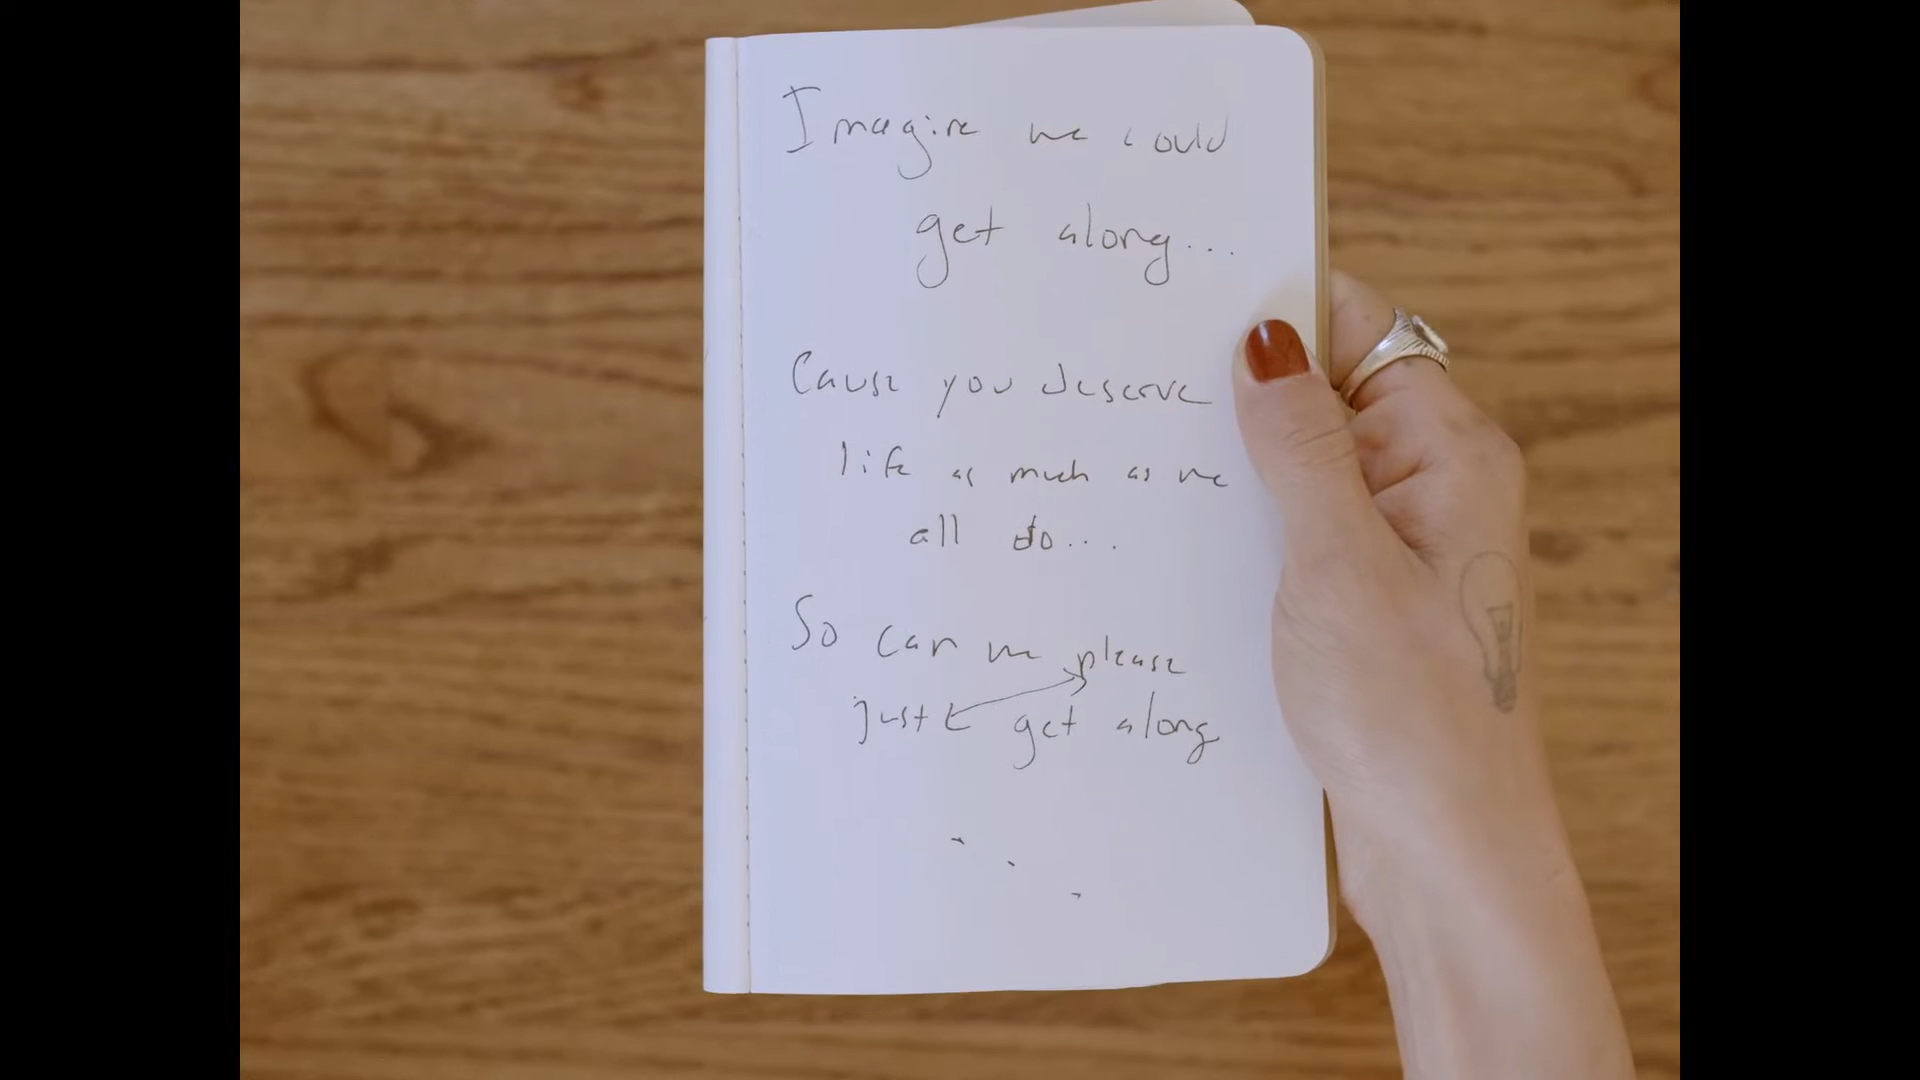 Imagine we could
get along...
Cause you deserve
life as much as we
all do...
So can we please
just get along